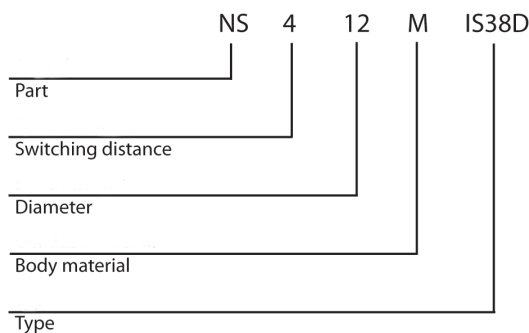 NS 4 12 M IS38D
Part
Switching distance
Diameter
Body material
Type